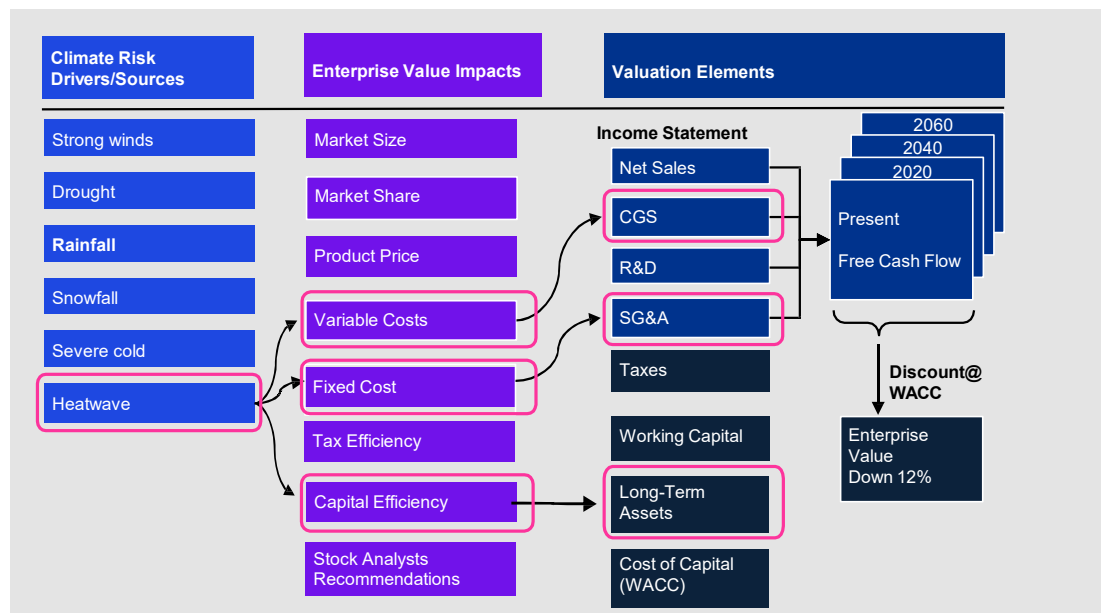 Climate Risk
Drivers/Sources
Enterprise Value Impacts
Valuation Elements
Strong winds
Drought
Rainfall
Snowfall
Severe cold
Heatwave
Market Size
Market Share
Product Price
Variable Costs
Fixed Cost
Tax Efficiency
Capital Efficiency
Stock Analysts
Recommendations
Income Statement
Net Sales
CGS
R&D
SG&A
Taxes
Working Capital
Long-Term
Assets
Cost of Capital
(WACC)
2060
2040
2020
Present
Free Cash Flow
Discount@
WACC
Enterprise
Value
Down 12%